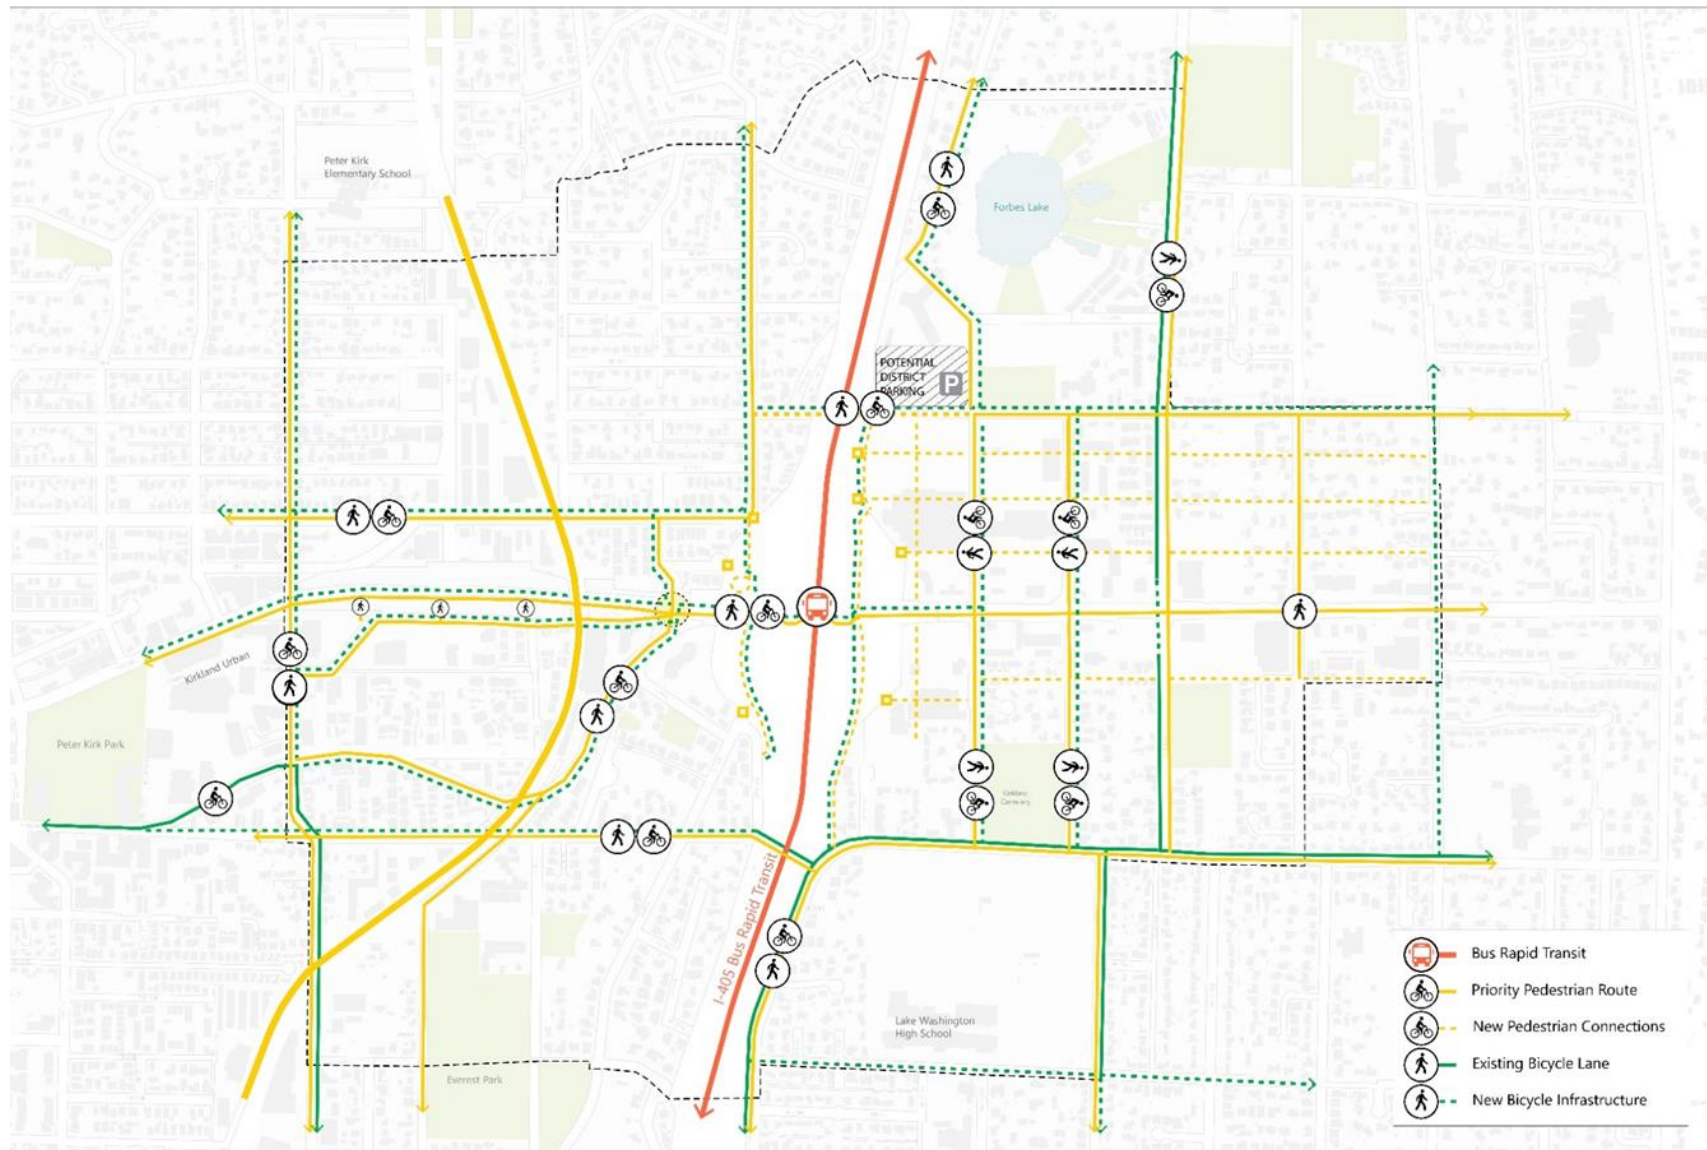 Peter Kirk
Elementary School
Forbes Lake
POTENTIAL
DISTRICT
PARKING
P
Kirkland Urban
Peter Kirk Park
Kirkland
Cemetery
I-405 Bus Rapid Transit
Lake Washington
High School
Everest Park
Bus Rapid Transit
Priority Pedestrian Route
New Pedestrian Connections
Existing Bicycle Lane
New Bicycle Infrastructure